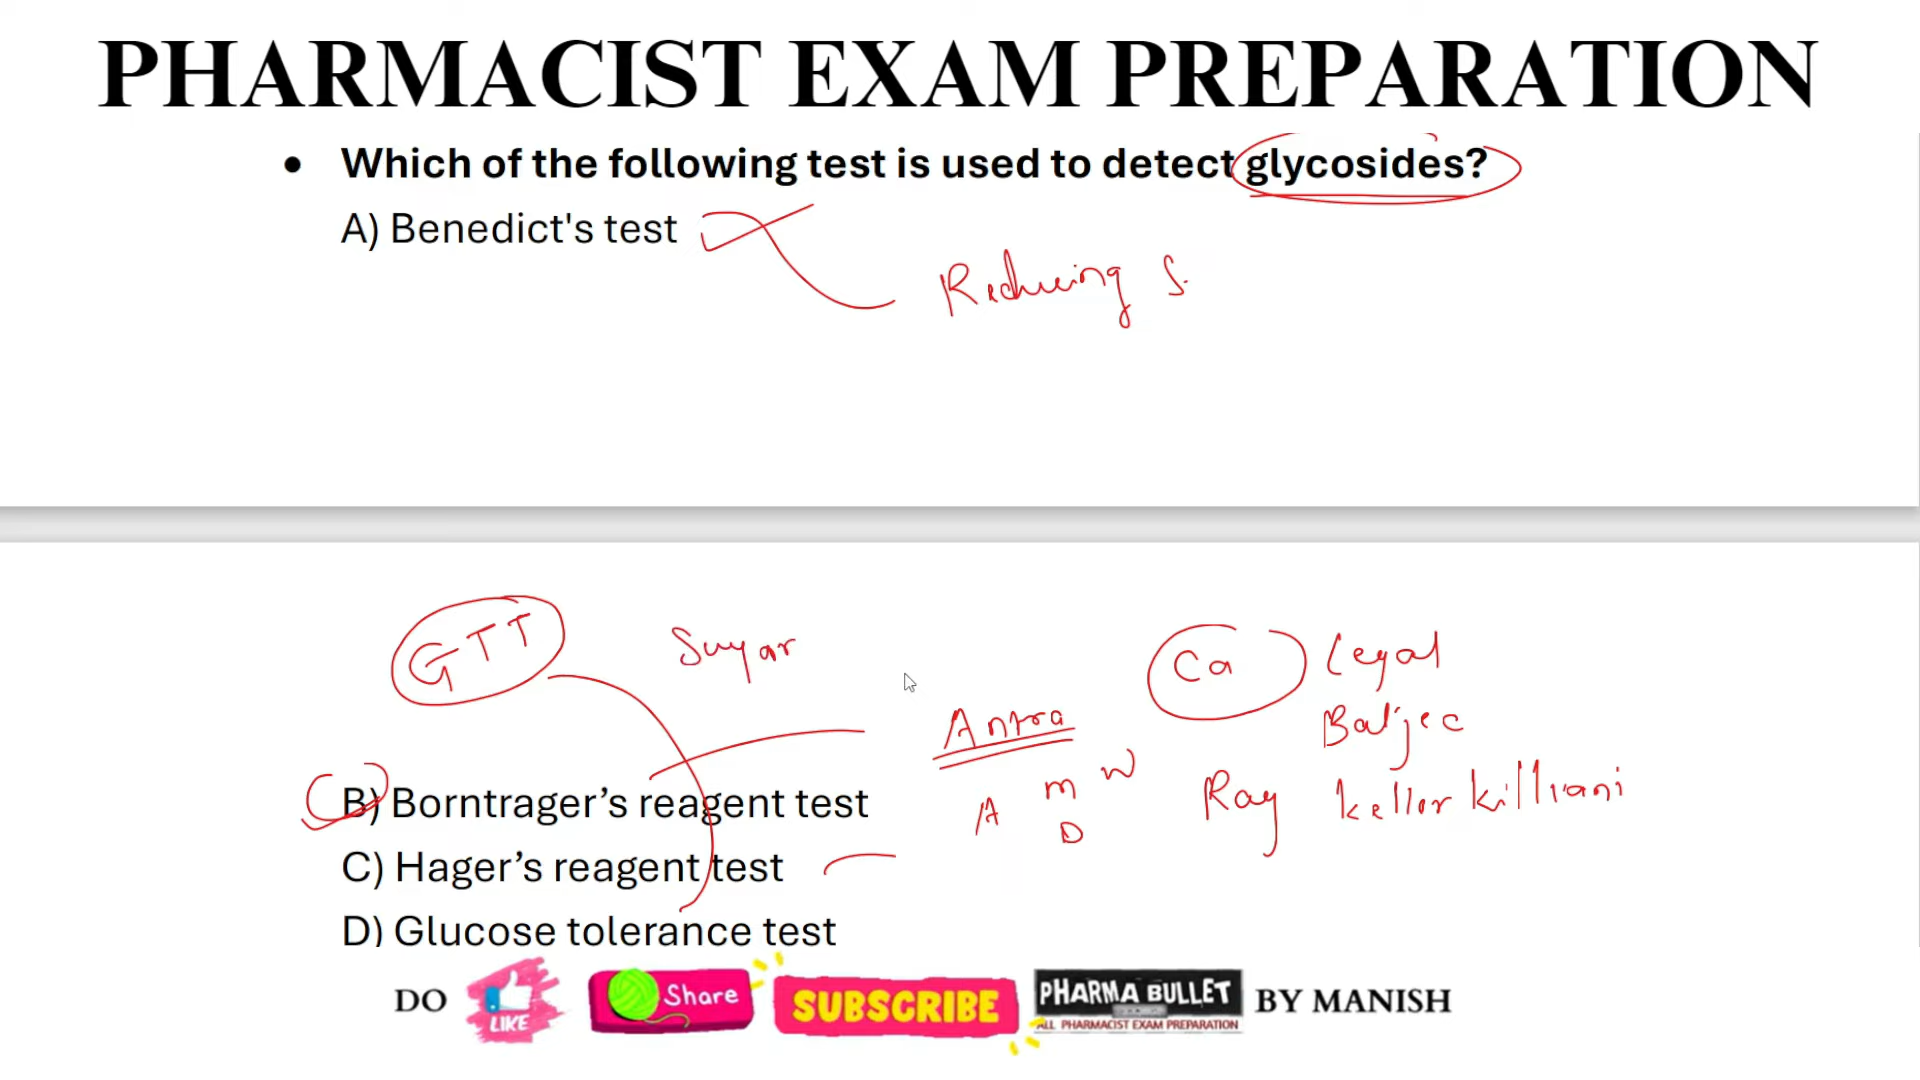 PHARMACIST EXAM PREPARATION
• Which of the following test is used to detect glycosides?
A) Benedict's test
Reducing S.
GTT Sugar
Ca Legal
Baljec
Antra
A M W
D
Ray keller killiani
B) Borntrager’s reagent test
C) Hager’s reagent test
D) Glucose tolerance test
DO LIKE Share SUBSCRIBE PHARMA BULLET BY MANISH
ALL PHARMACIST EXAM PREPARATION